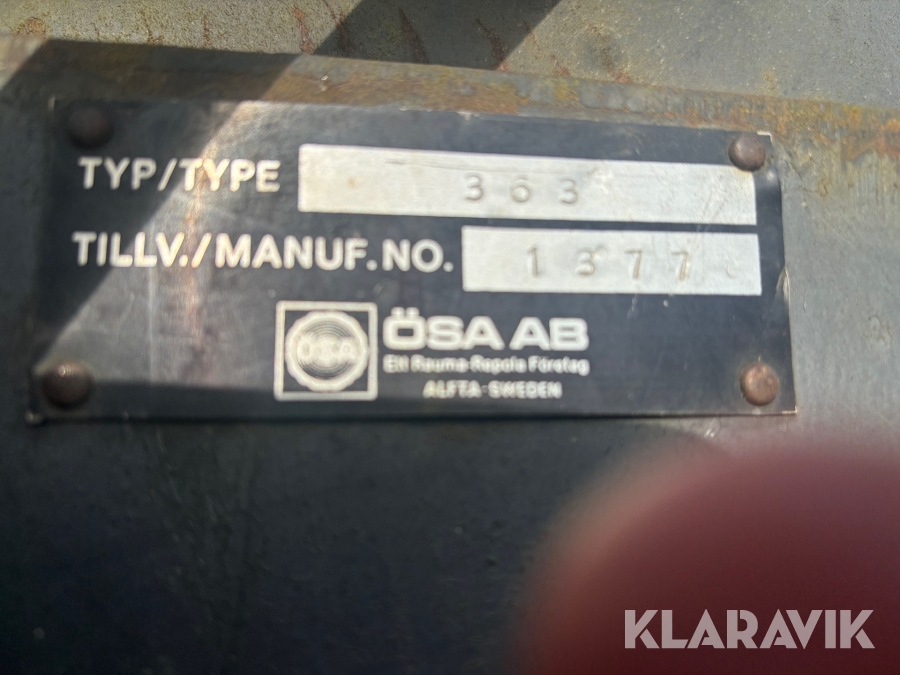 TYP/TYPE 363
TILLV./MANUF.NO. 1377
ÖSA ÖSA AB
Ett Rauma-Repola Företag
ALFTA-SWEDEN
KLARAVIK